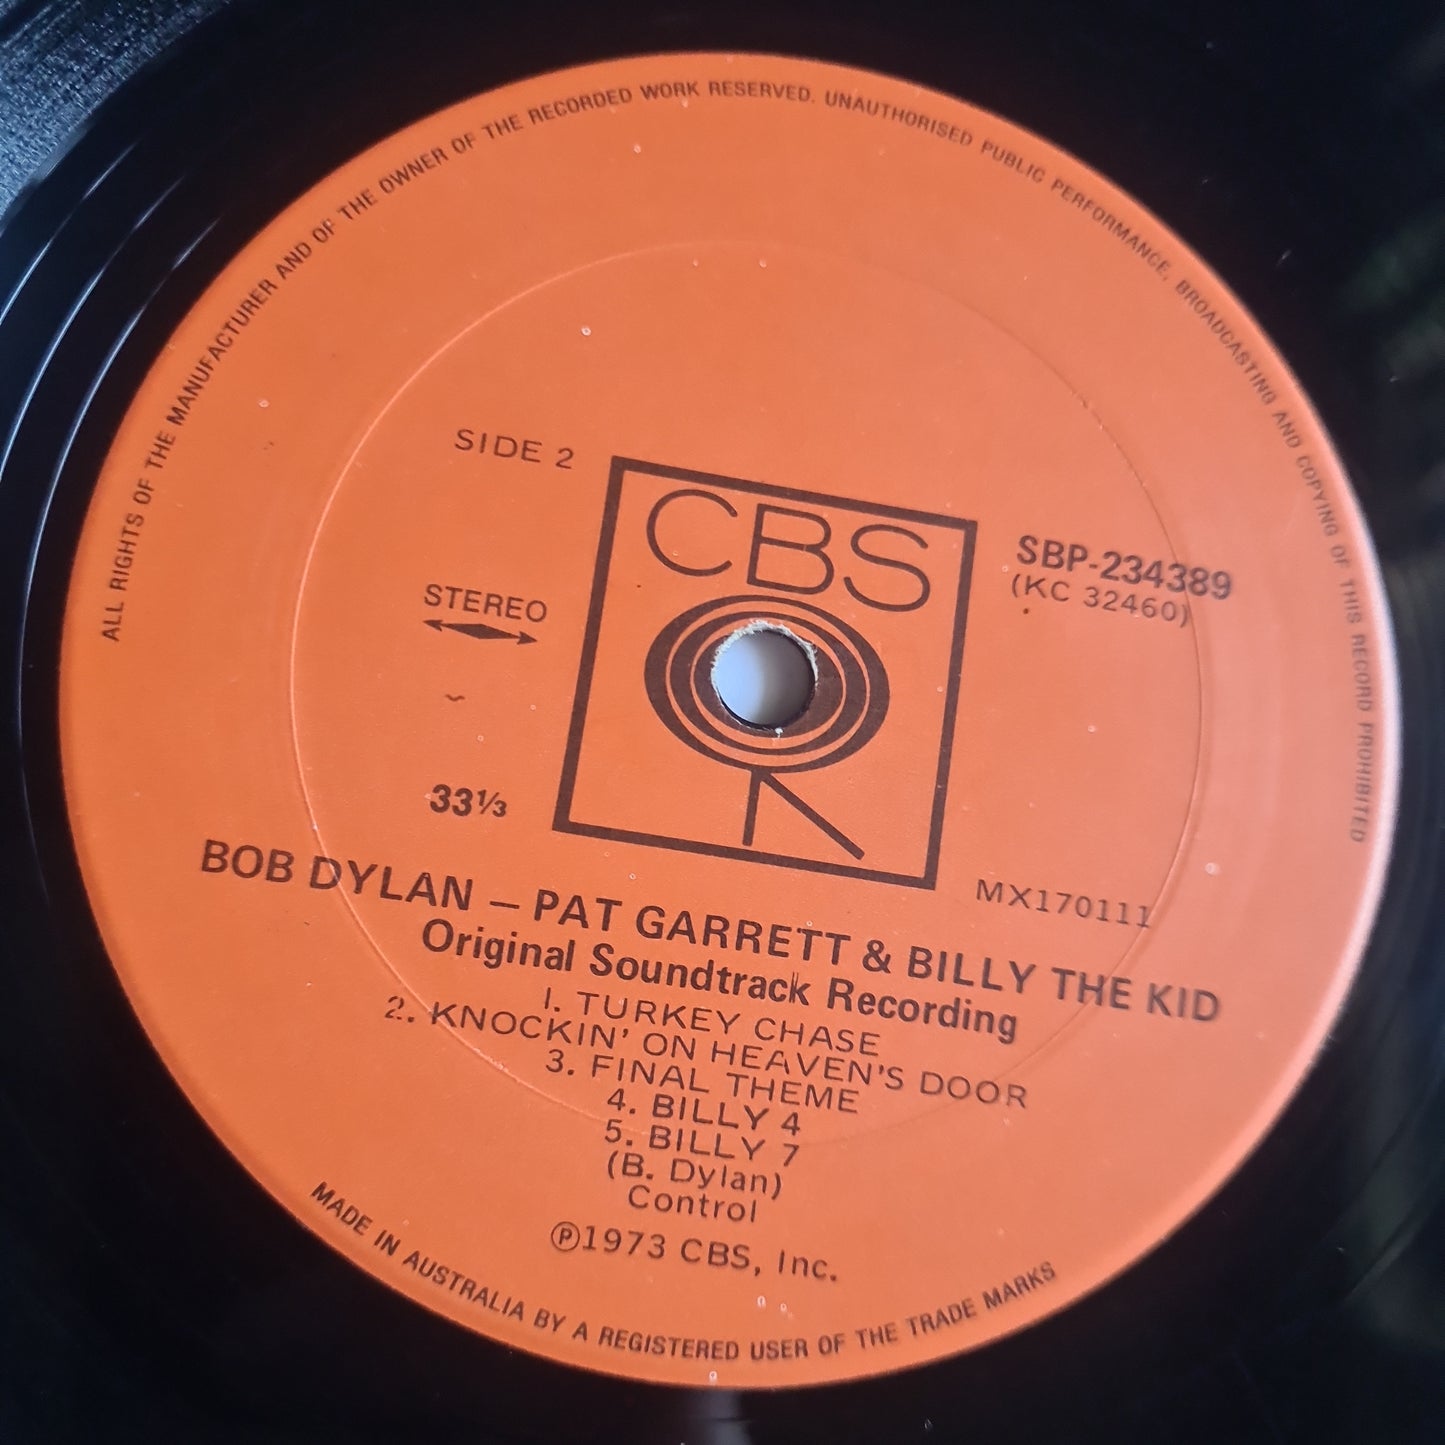 ALL RIGHTS OF THE MANUFACTURER AND OF THE OWNER OF THE RECORDED WORK RESERVED. UNAUTHORISED PUBLIC PERFORMANCE, BROADCASTING AND COPYING OF THIS RECORD PROHIBITED
SIDE 2
CBS
SBP-234389
(KC 32460)
STEREO
33⅓
MX170111
BOB DYLAN – PAT GARRETT & BILLY THE KID
Original Soundtrack Recording
1. TURKEY CHASE
2. KNOCKIN' ON HEAVEN'S DOOR
3. FINAL THEME
4. BILLY 4
5. BILLY 7
(B. Dylan)
Control
Ⓟ1973 CBS, Inc.
MADE IN AUSTRALIA BY A REGISTERED USER OF THE TRADE MARKS